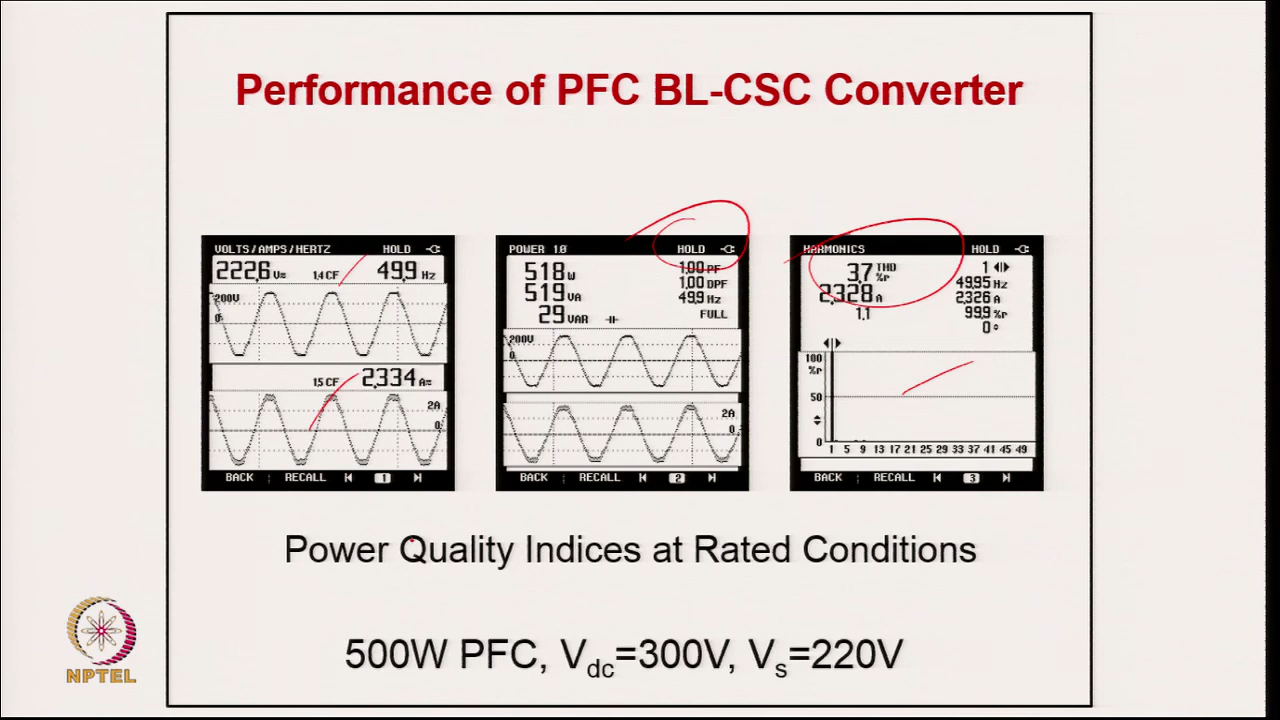 Performance of PFC BL-CSC Converter
VOLTS/AMPS/HERTZ HOLD
222,6 V≂ 1,4 CF 49,9 Hz
200V
0
1,5 CF 2,334 A≂
2A
0
BACK RECALL 1
POWER 1Ø HOLD
518 W 1,00 PF
519 VA 1,00 DPF
29 VAR 49,9 Hz
FULL
200V
0
2A
0
BACK RECALL 2
HARMONICS HOLD
3,7 THD %r 1
2,328 A 49,95 Hz
2,326 A
1,1 99,9 %r
0 °
100
%r
50
0
1 5 9 13 17 21 25 29 33 37 41 45 49
BACK RECALL 3
Power Quality Indices at Rated Conditions
500W PFC, Vdc=300V, Vs=220V
NPTEL